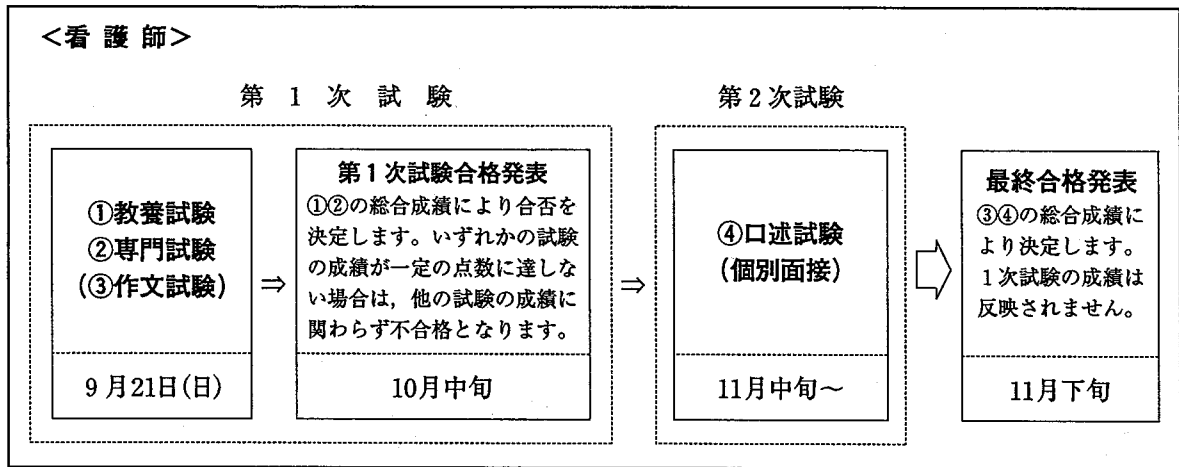 <看護師>
第1次試験
第2次試験
①教養試験
②専門試験
(③作文試験)
9月21日(日)
⇒
第1次試験合格発表
①②の総合成績により合否を
決定します。いずれかの試験
の成績が一定の点数に達しな
い場合は，他の試験の成績に
関わらず不合格となります。
10月中旬
⇒
④口述試験
(個別面接)
11月中旬～
最終合格発表
③④の総合成績に
より決定します。
1次試験の成績は
反映されません。
11月下旬